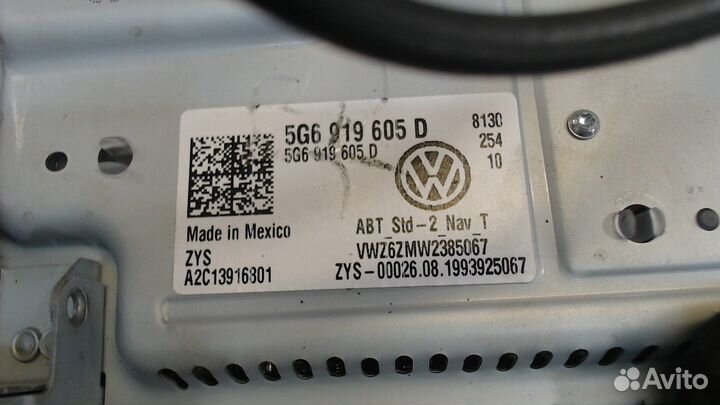 5G6 919 605 D
5G6 919 605 D
8130
254
10
ABT_Std-2_Nav_T
Made in Mexico
VWZ6ZMW2385067
ZYS
A2C13916301
ZYS-00026.08.1993925067
Avito